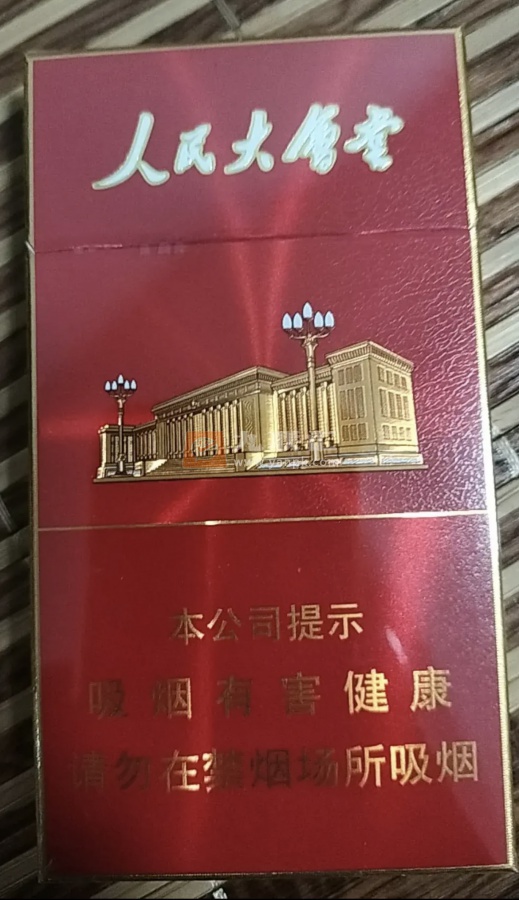 人民大會堂
本公司提示
吸烟有害健康
请勿在禁烟场所吸烟